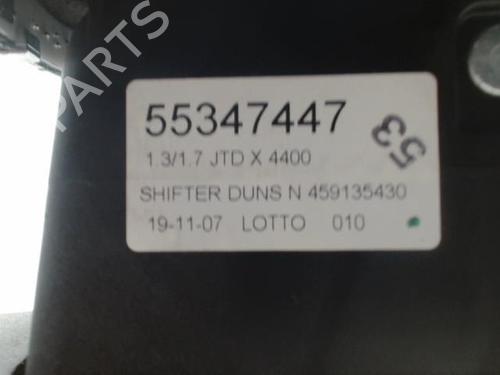 55347447
53
1.3/1.7 JTD X 4400
SHIFTER DUNS N 459135430
19-11-07 LOTTO 010
PARTS